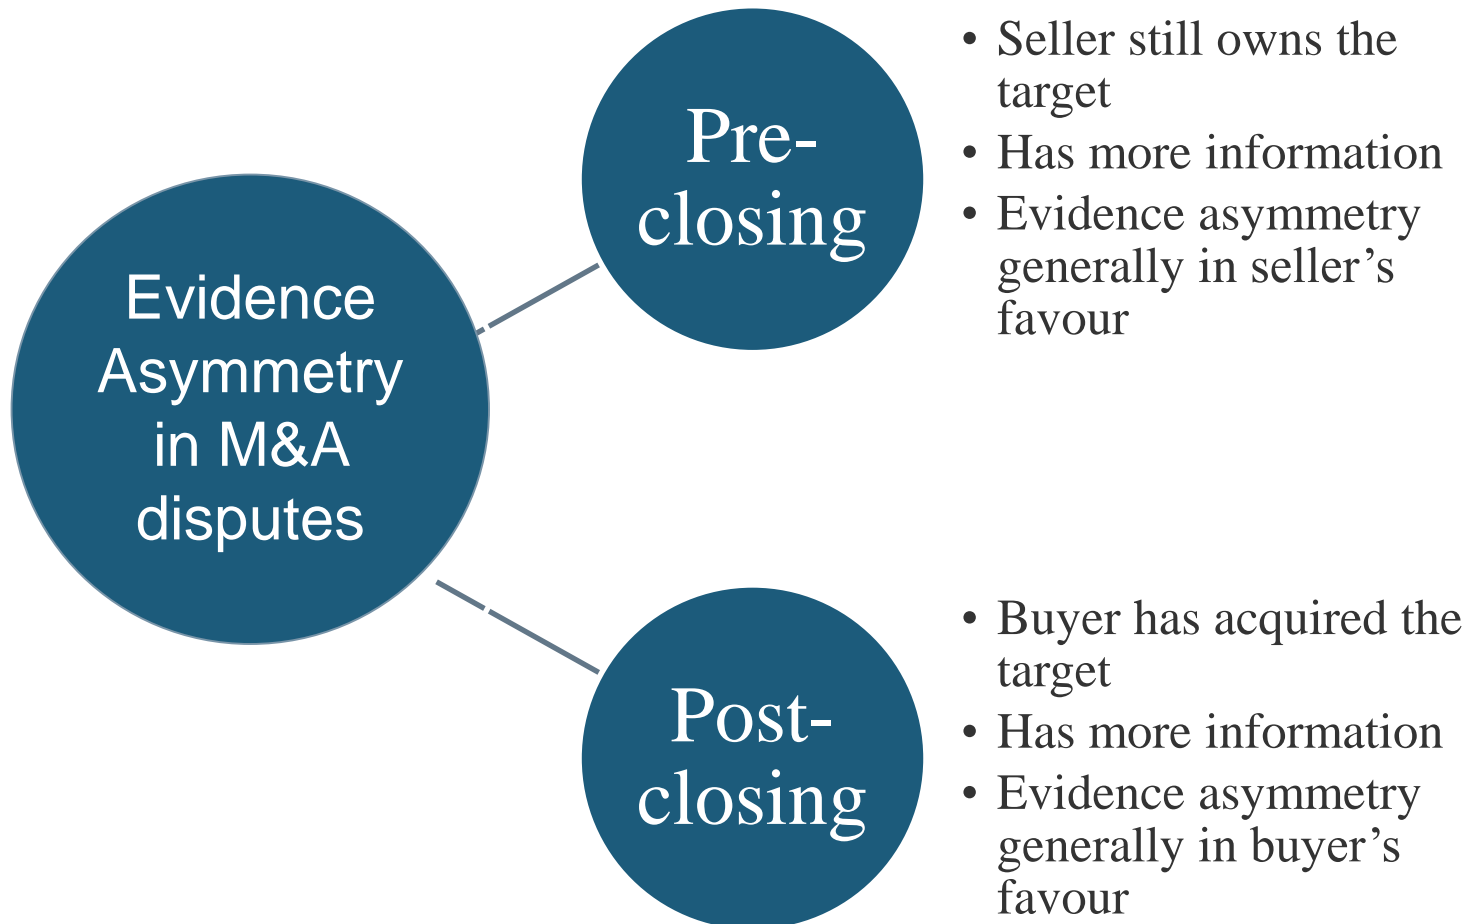 Evidence
Asymmetry
in M&A
disputes
Pre-
closing
• Seller still owns the
target
• Has more information
• Evidence asymmetry
generally in seller’s
favour
Post-
closing
• Buyer has acquired the
target
• Has more information
• Evidence asymmetry
generally in buyer’s
favour